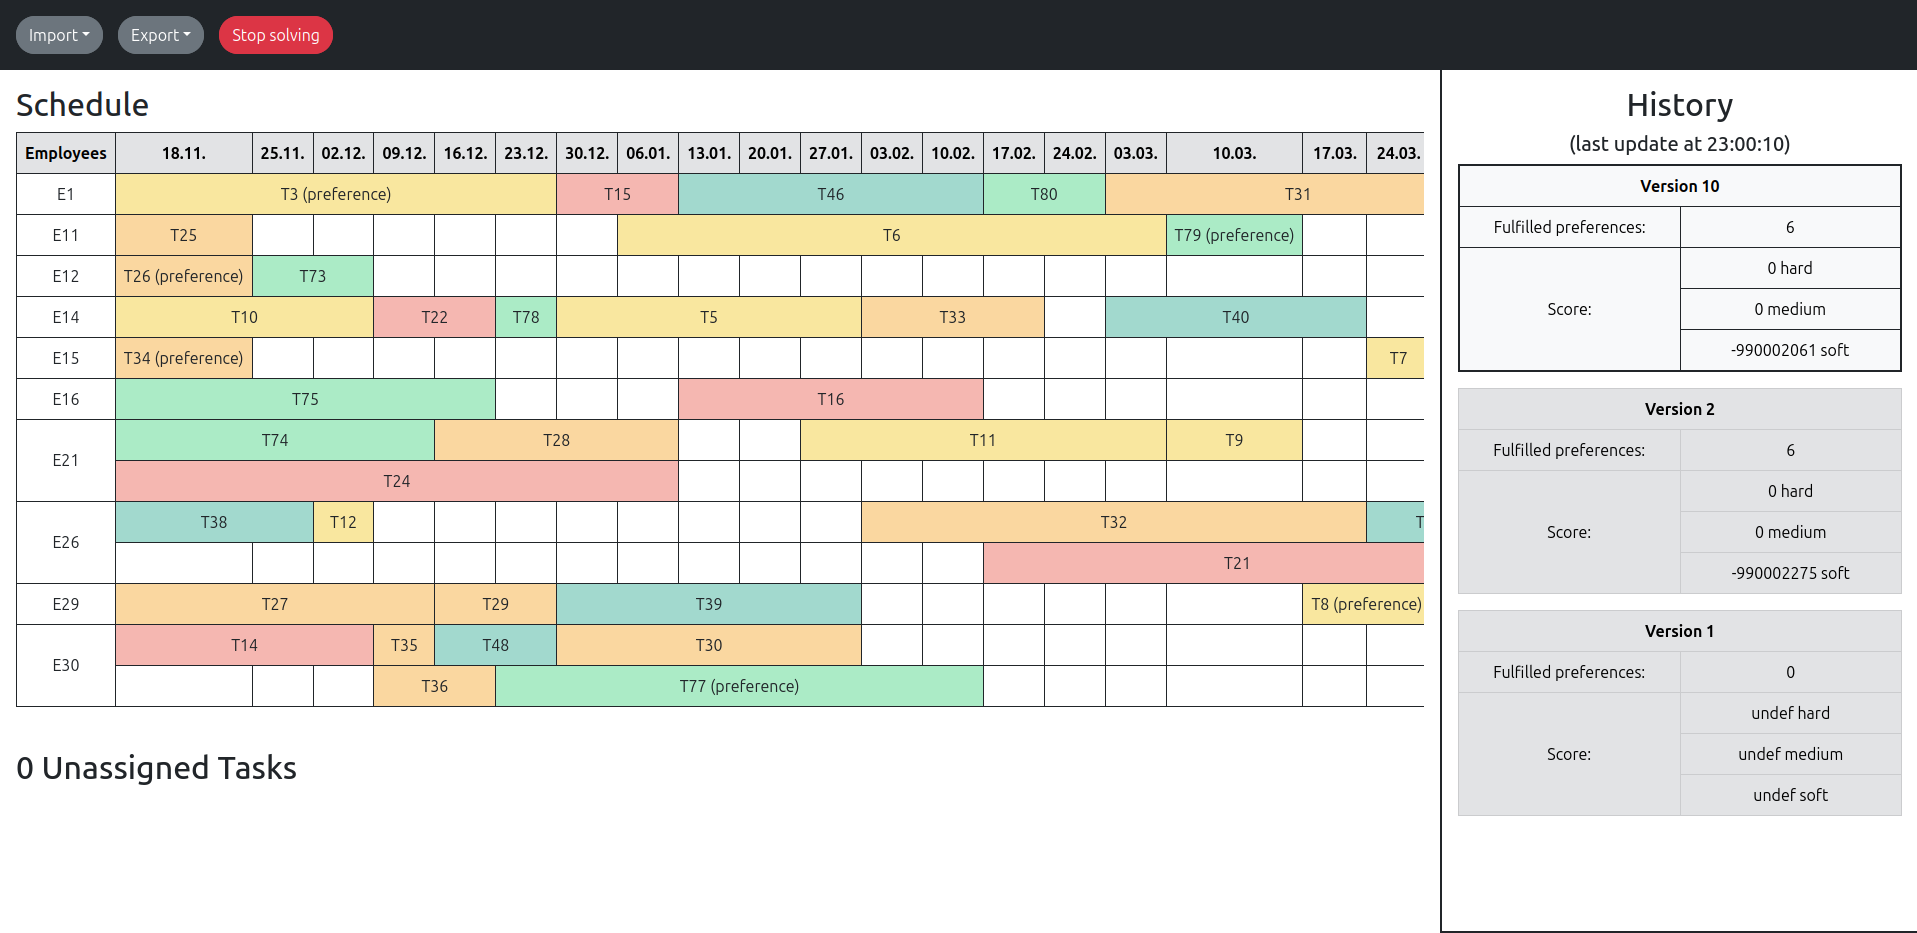 Import Export Stop solving
Schedule
Employees 18.11. 25.11. 02.12. 09.12. 16.12. 23.12. 30.12. 06.01. 13.01. 20.01. 27.01. 03.02. 10.02. 17.02. 24.02. 03.03. 10.03. 17.03. 24.03.
E1 T3 (preference) T15 T46 T80 T31
E11 T25 T6 T79 (preference)
E12 T26 (preference) T73
E14 T10 T22 T78 T5 T33 T40
E15 T34 (preference) T7
E16 T75 T16
E21 T74 T28 T11 T9
T24
E26 T38 T12 T32 T
T21
E29 T27 T29 T39 T8 (preference)
E30 T14 T35 T48 T30
T36 T77 (preference)
0 Unassigned Tasks
History
(last update at 23:00:10)
Version 10
Fulfilled preferences: 6
Score: 0 hard
0 medium
-990002061 soft
Version 2
Fulfilled preferences: 6
Score: 0 hard
0 medium
-990002275 soft
Version 1
Fulfilled preferences: 0
Score: undef hard
undef medium
undef soft